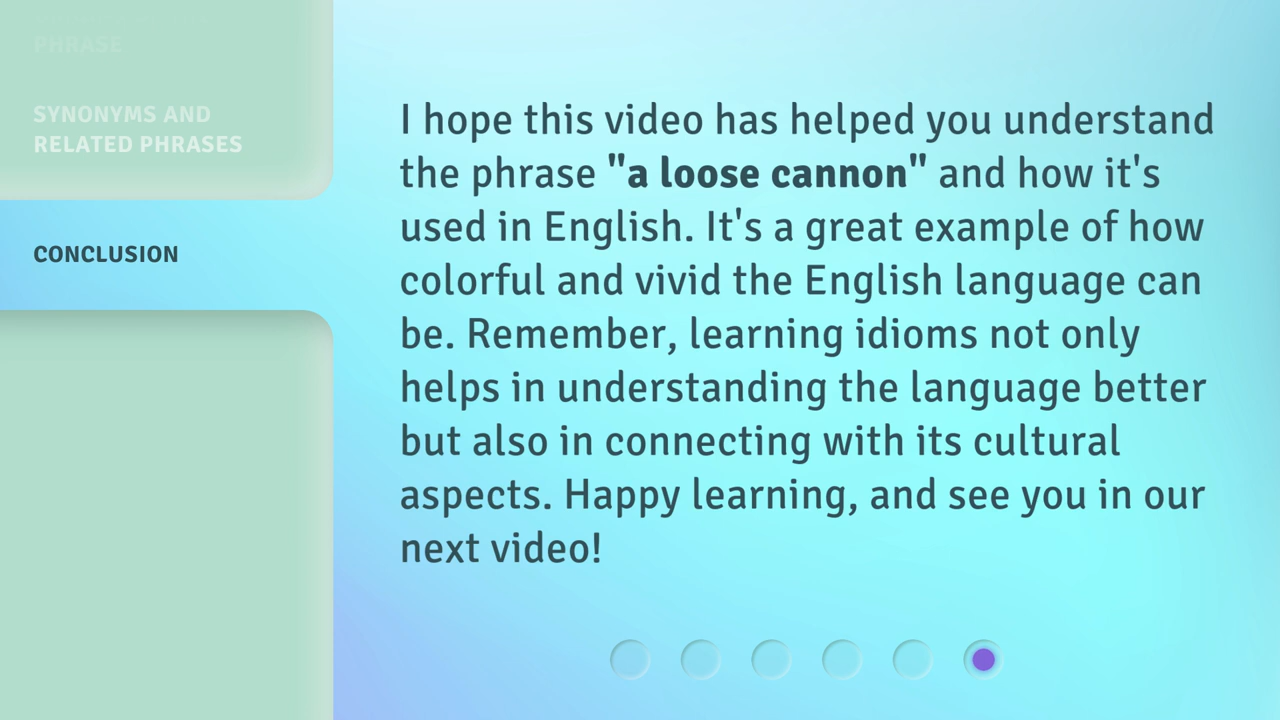 PHRASE
SYNONYMS AND
RELATED PHRASES
CONCLUSION
I hope this video has helped you understand
the phrase "a loose cannon" and how it's
used in English. It's a great example of how
colorful and vivid the English language can
be. Remember, learning idioms not only
helps in understanding the language better
but also in connecting with its cultural
aspects. Happy learning, and see you in our
next video!